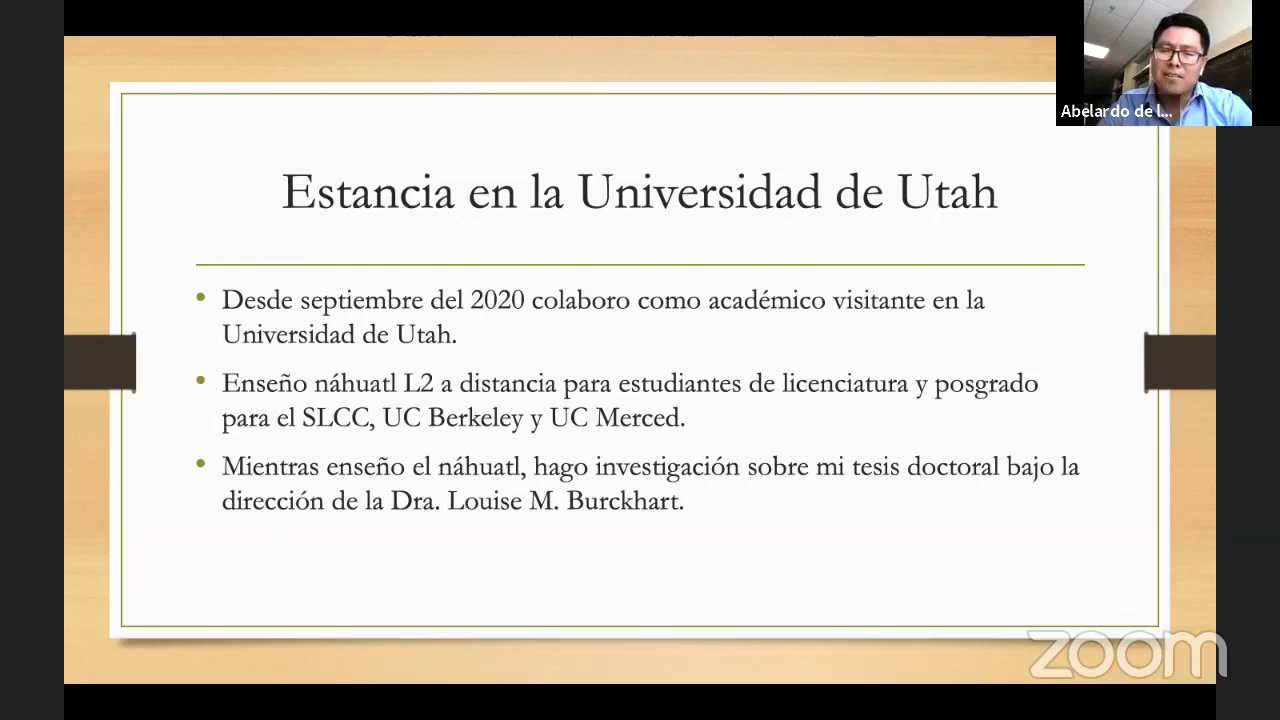 Abelardo de l...
Estancia en la Universidad de Utah
• Desde septiembre del 2020 colaboro como académico visitante en la
Universidad de Utah.
• Enseño náhuatl L2 a distancia para estudiantes de licenciatura y posgrado
para el SLCC, UC Berkeley y UC Merced.
• Mientras enseño el náhuatl, hago investigación sobre mi tesis doctoral bajo la
dirección de la Dra. Louise M. Burckhart.
zoom